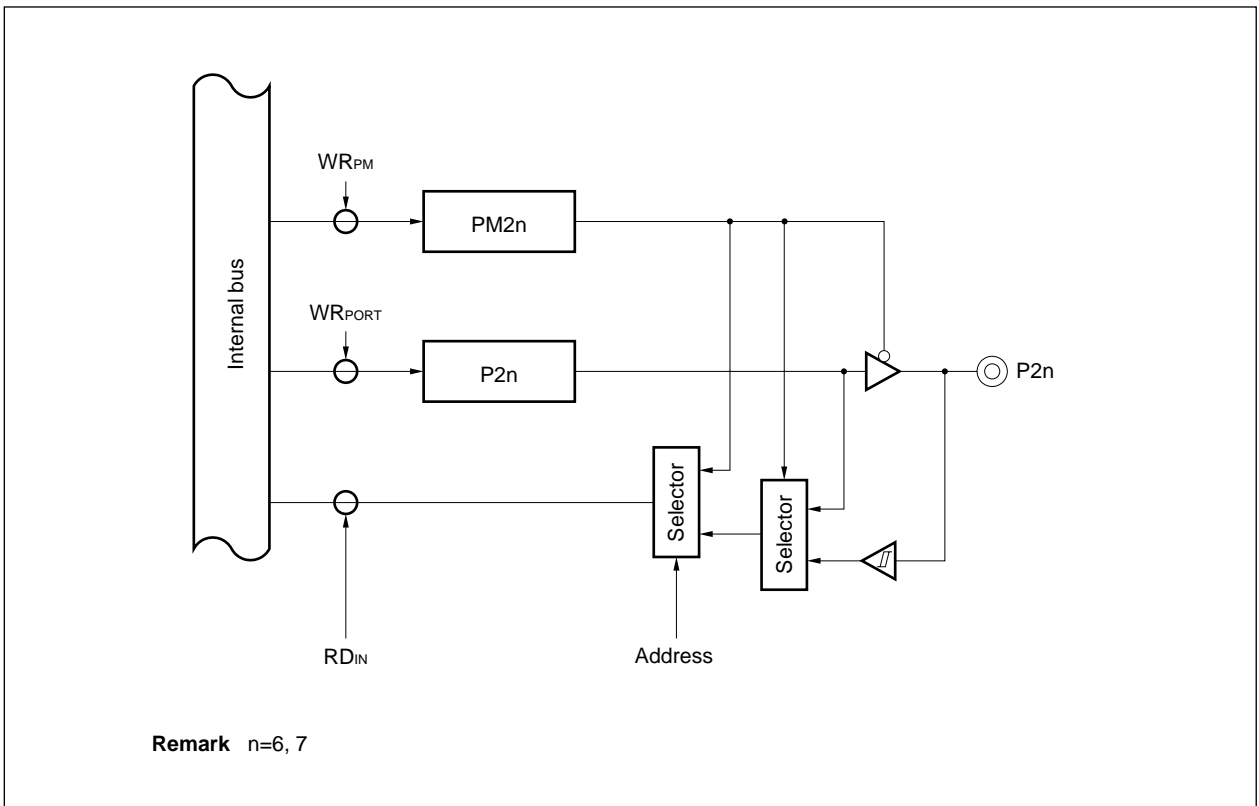 WRPM
PM2n
Internal bus
WRPORT
P2n
P2n
Selector
Selector
RDIN
Address
Remark n=6, 7